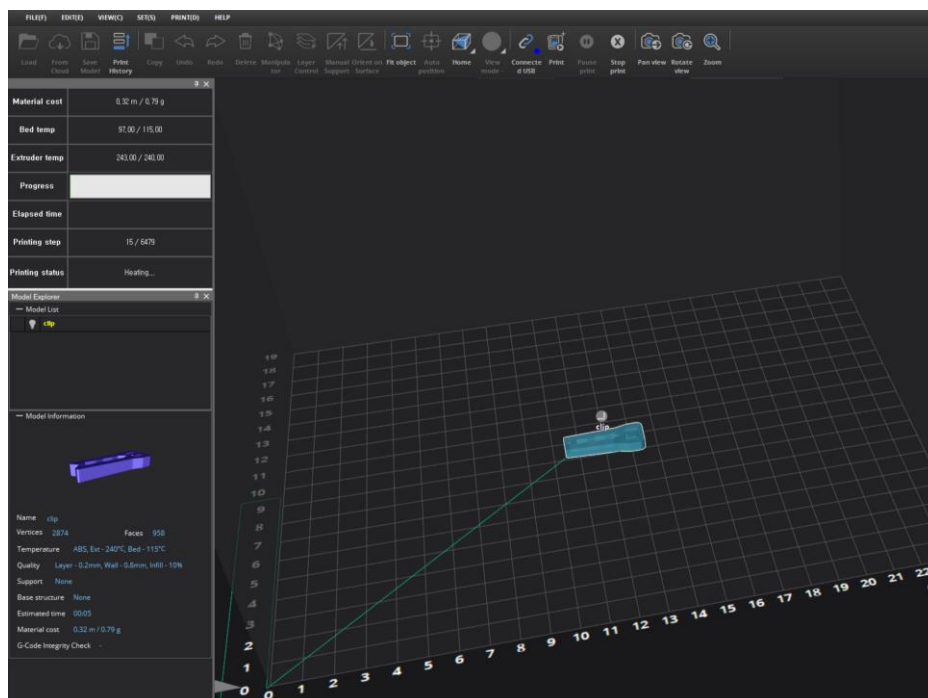 FILE(F) EDIT(E) VIEW(C) SET(S) PRINT(D) HELP
Load From Cloud Save Model Print History Copy Undo Redo Delete Manipula tor Layer Control Manual Support Orient on Surface Fit object Auto position Home View mode Connecte d USB Print Pause print Stop print Pan view Rotate view Zoom
Material cost 0,32 m / 0,79 g
Bed temp 97,00 / 115,00
Extruder temp 243,00 / 240,00
Progress
Elapsed time
Printing step 15 / 6479
Printing status Heating...
Model Explorer
Model List
clip
Model Information
Name clip
Vertices 2874 Faces 958
Temperature ABS, Ext - 240°C, Bed - 115°C
Quality Layer - 0.2mm, Wall - 0.8mm, Infill - 10%
Support None
Base structure None
Estimated time 00:05
Material cost 0.32 m / 0.79 g
G-Code Integrity Check -
clip
19
18
17
16
15
14
13
12
11
10
9
8
7
6
5
4
3
2
1
0
0 1 2 3 4 5 6 7 8 9 10 11 12 13 14 15 16 17 18 19 20 21 22